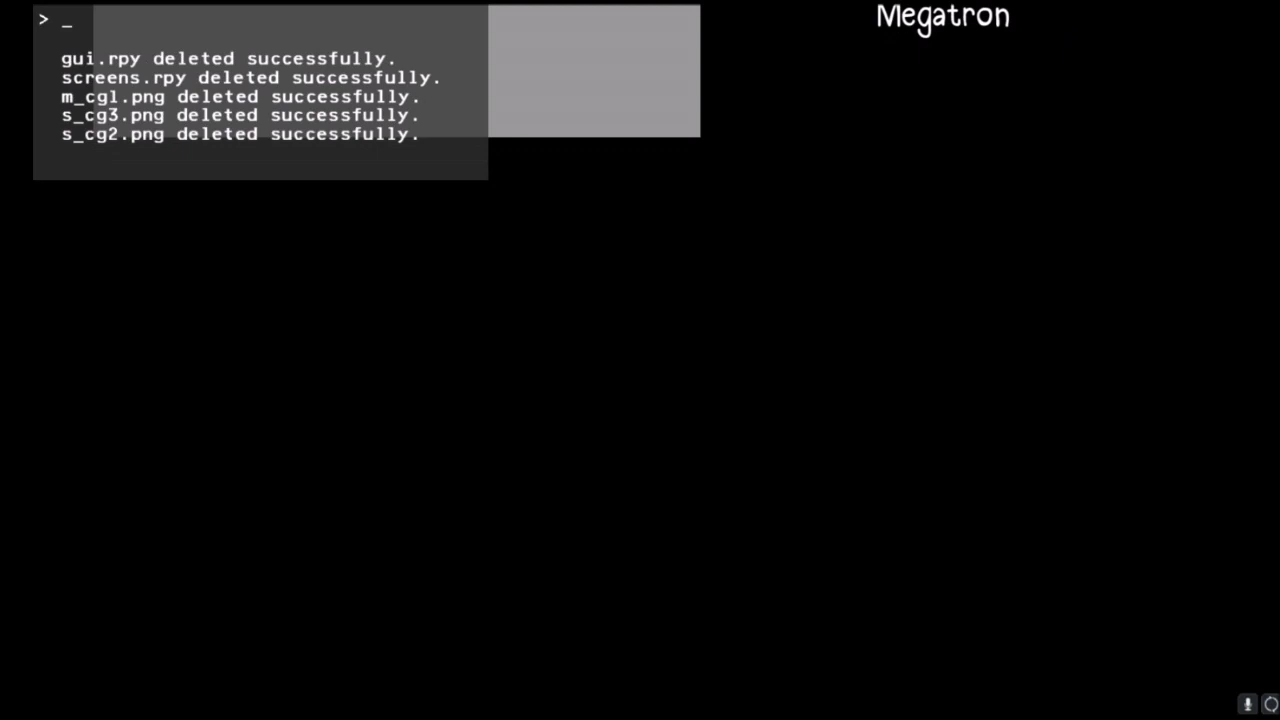 > _
Megatron
gui.rpy deleted successfully.
screens.rpy deleted successfully.
m_cg1.png deleted successfully.
s_cg3.png deleted successfully.
s_cg2.png deleted successfully.